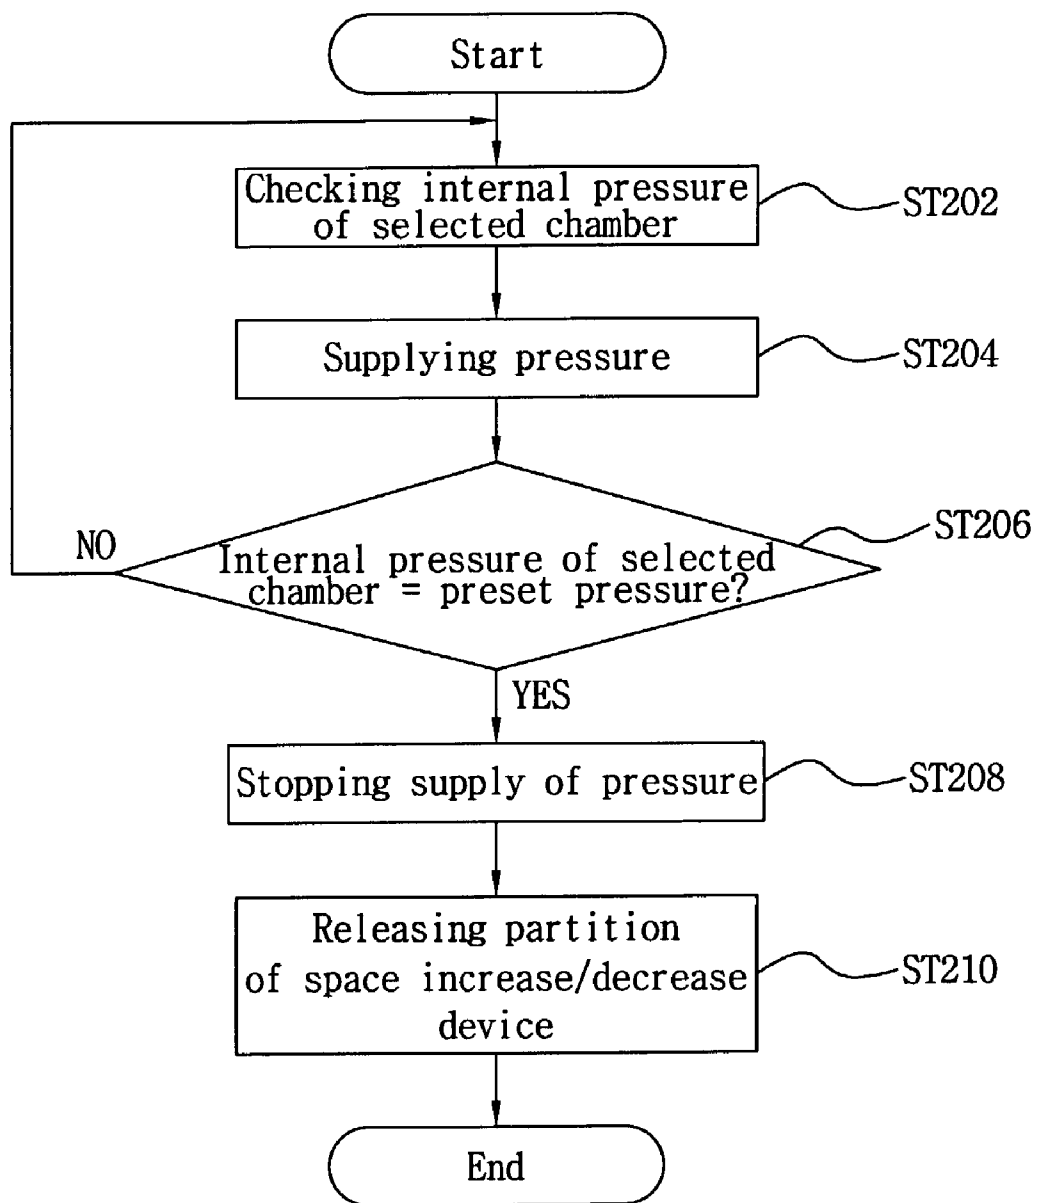 Start
Checking internal pressure
of selected chamber
ST202
Supplying pressure
ST204
ST206
NO
Internal pressure of selected
chamber = preset pressure?
YES
Stopping supply of pressure
ST208
Releasing partition
of space increase/decrease
device
ST210
End